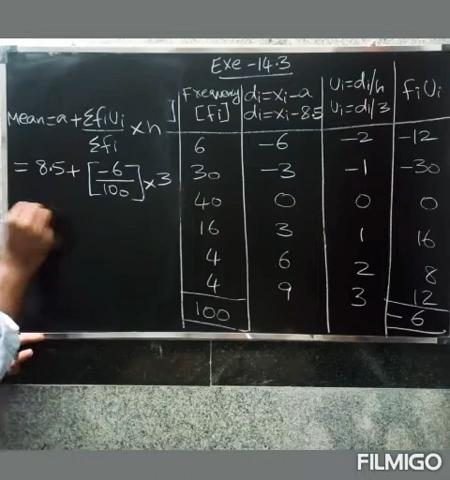 Exe-14.3
Mean = a + Σfiui / Σfi × h
= 8.5 + [-6/100] × 3
Frequency [fi] di = xi - a di = xi - 8.5 Ui = di/h Ui = di/3 fiUi
6 -6 -2 -12
30 -3 -1 -30
40 0 0 0
16 3 1 16
4 6 2 8
4 9 3 12
100 -6
FILMIGO